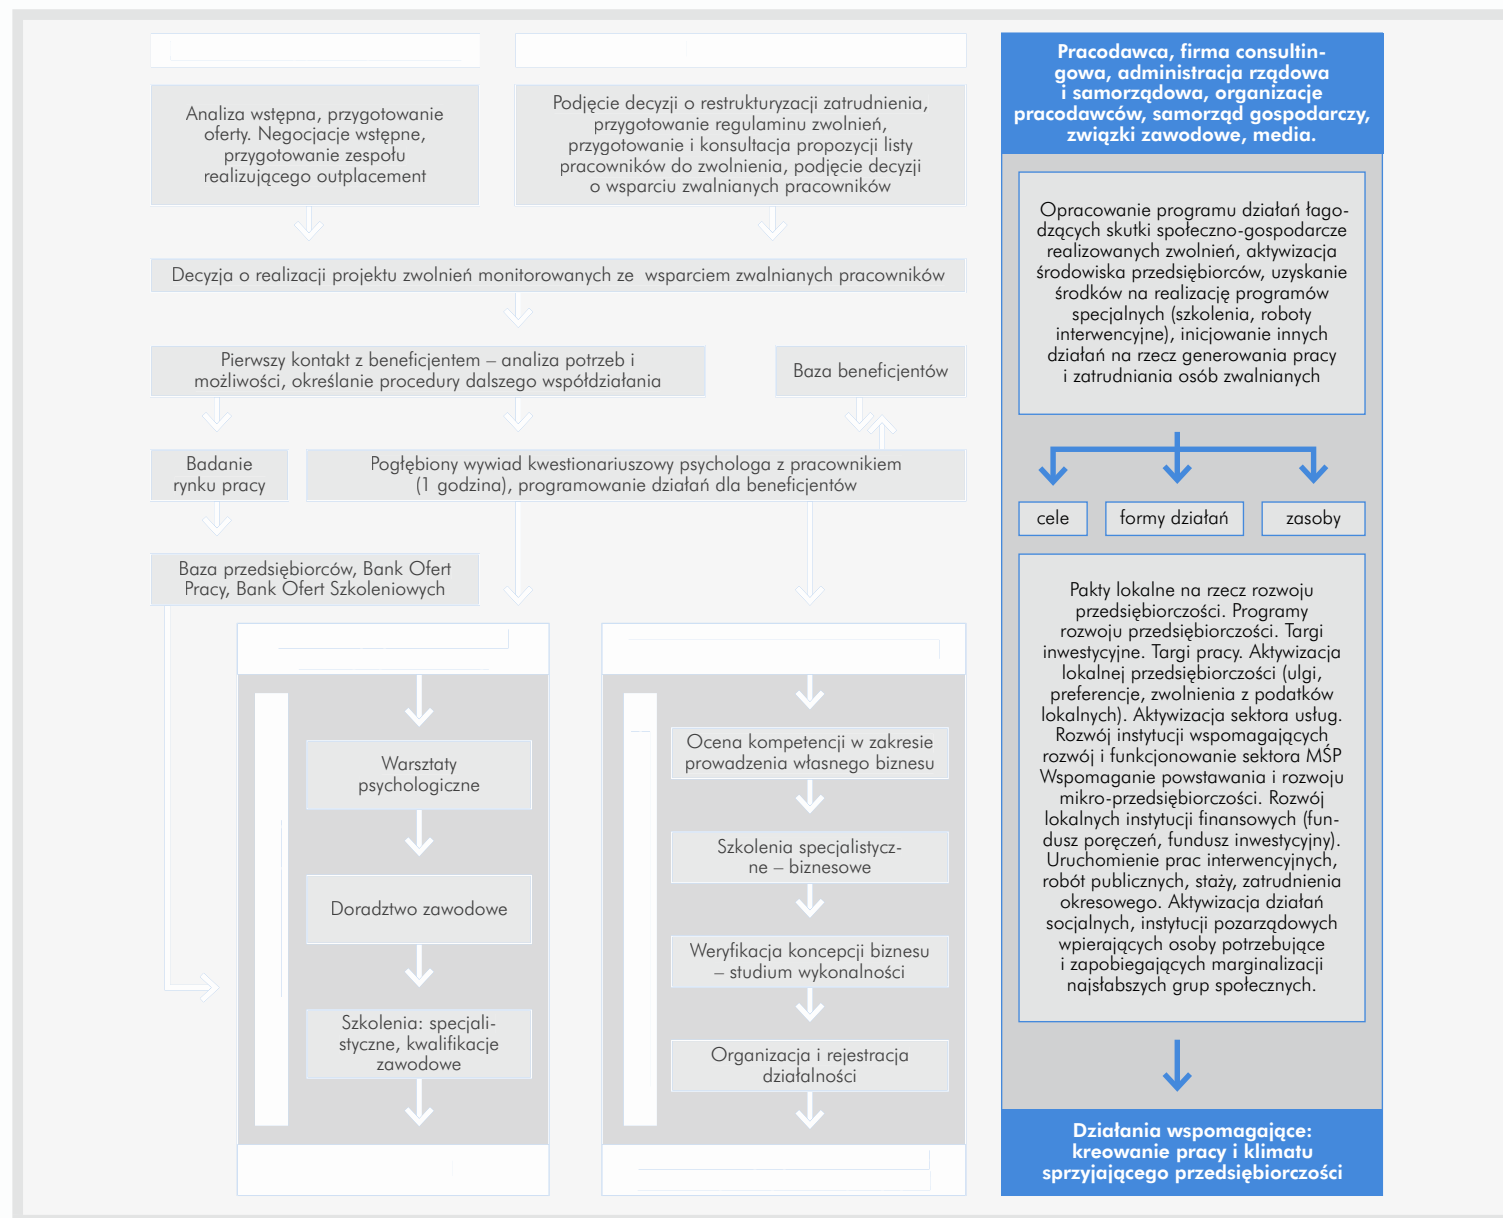 Analiza wstępna, przygotowanie
oferty. Negocjacje wstępne,
przygotowanie zespołu
realizującego outplacement
Podjęcie decyzji o restrukturyzacji zatrudnienia,
przygotowanie regulaminu zwolnień,
przygotowanie i konsultacja propozycji listy
pracowników do zwolnienia, podjęcie decyzji
o wsparciu zwalnianych pracowników
Decyzja o realizacji projektu zwolnień monitorowanych ze wsparciem zwalnianych pracowników
Pierwszy kontakt z beneficjentem – analiza potrzeb i
możliwości, określanie procedury dalszego współdziałania
Baza beneficjentów
Badanie
rynku pracy
Pogłębiony wywiad kwestionariuszowy psychologa z pracownikiem
(1 godzina), programowanie działań dla beneficjentów
Baza przedsiębiorców, Bank Ofert
Pracy, Bank Ofert Szkoleniowych
Warsztaty
psychologiczne
Doradztwo zawodowe
Szkolenia: specjali-
styczne, kwalifikacje
zawodowe
Ocena kompetencji w zakresie
prowadzenia własnego biznesu
Szkolenia specjalistycz-
ne – biznesowe
Weryfikacja koncepcji biznesu
– studium wykonalności
Organizacja i rejestracja
działalności
Pracodawca, firma consultin-
gowa, administracja rządowa
i samorządowa, organizacje
pracodawców, samorząd gospodarczy,
związki zawodowe, media.
Opracowanie programu działań łago-
dzących skutki społeczno-gospodarcze
realizowanych zwolnień, aktywizacja
środowiska przedsiębiorców, uzyskanie
środków na realizację programów
specjalnych (szkolenia, roboty
interwencyjne), inicjowanie innych
działań na rzecz generowania pracy
i zatrudniania osób zwalnianych
cele
formy działań
zasoby
Pakty lokalne na rzecz rozwoju
przedsiębiorczości. Programy
rozwoju przedsiębiorczości. Targi
inwestycyjne. Targi pracy. Aktywizacja
lokalnej przedsiębiorczości (ulgi,
preferencje, zwolnienia z podatków
lokalnych). Aktywizacja sektora usług.
Rozwój instytucji wspomagających
rozwój i funkcjonowanie sektora MŚP
Wspomaganie powstawania i rozwoju
mikro-przedsiębiorczości. Rozwój
lokalnych instytucji finansowych (fun-
dusz poręczeń, fundusz inwestycyjny).
Uruchomienie prac interwencyjnych,
robót publicznych, staży, zatrudnienia
okresowego. Aktywizacja działań
socjalnych, instytucji pozarządowych
wpierających osoby potrzebujące
i zapobiegających marginalizacji
najsłabszych grup społecznych.
Działania wspomagające:
kreowanie pracy i klimatu
sprzyjającego przedsiębiorczości